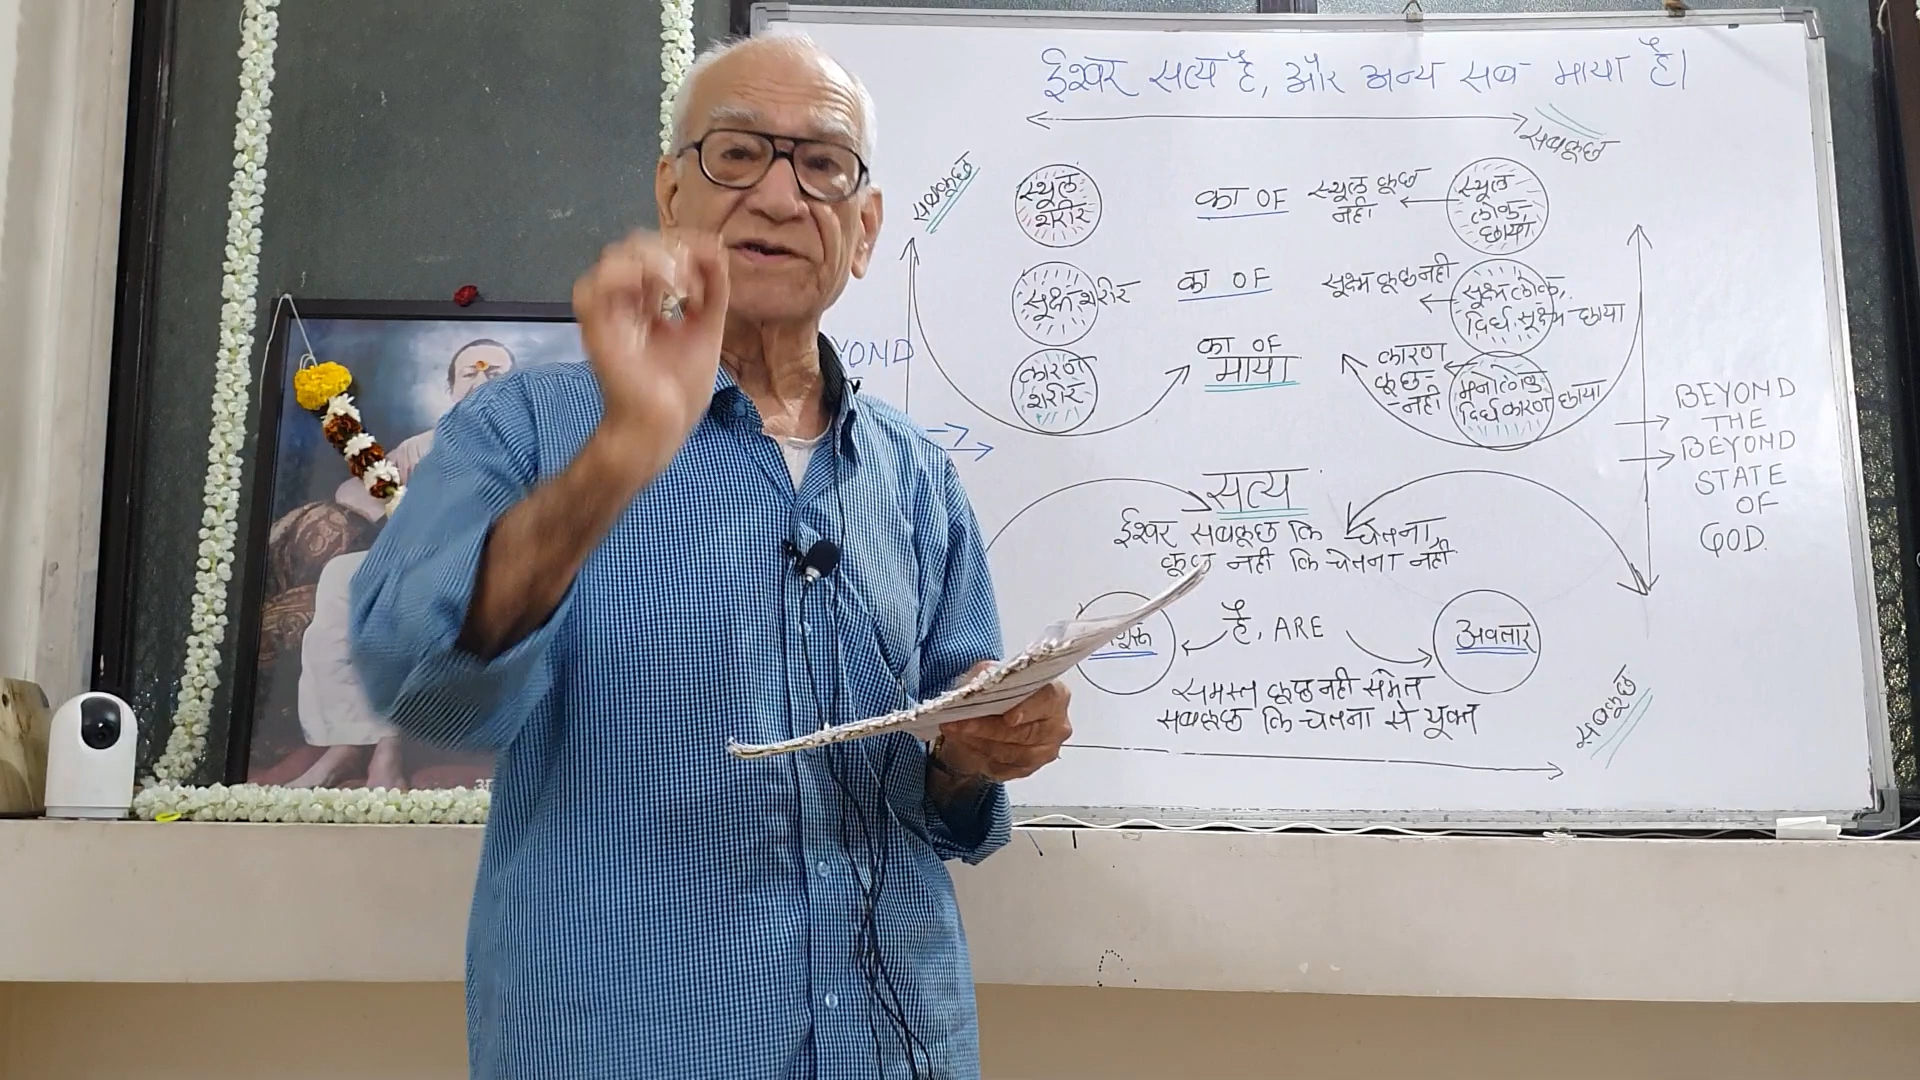 ईश्वर सत्य है, और अन्य सब माया है।
सबकूछ
सबकूछ
स्थूल
शरीर
का OF
स्थूल कूछ
नही
स्थूल
लोक,
छाया
सूक्ष्म शरीर
का OF
सूक्ष्म कूछ नही
सूक्ष्म लोक,
दिर्घ सूक्ष्म छाया
YOND
कारण
शरीर
का OF
माया
कारण
कूछ
नही
मनोलोक
दिर्घ कारण छाया
BEYOND
THE
BEYOND
STATE
OF
GOD.
सत्य
ईश्वर सबकूछ कि चेतना
कूछ नही कि चेतना नही
है, ARE
अवतार
समस्त कूछ नही समेत
सबकूछ कि चेतना से यूक्त
सबकूछ